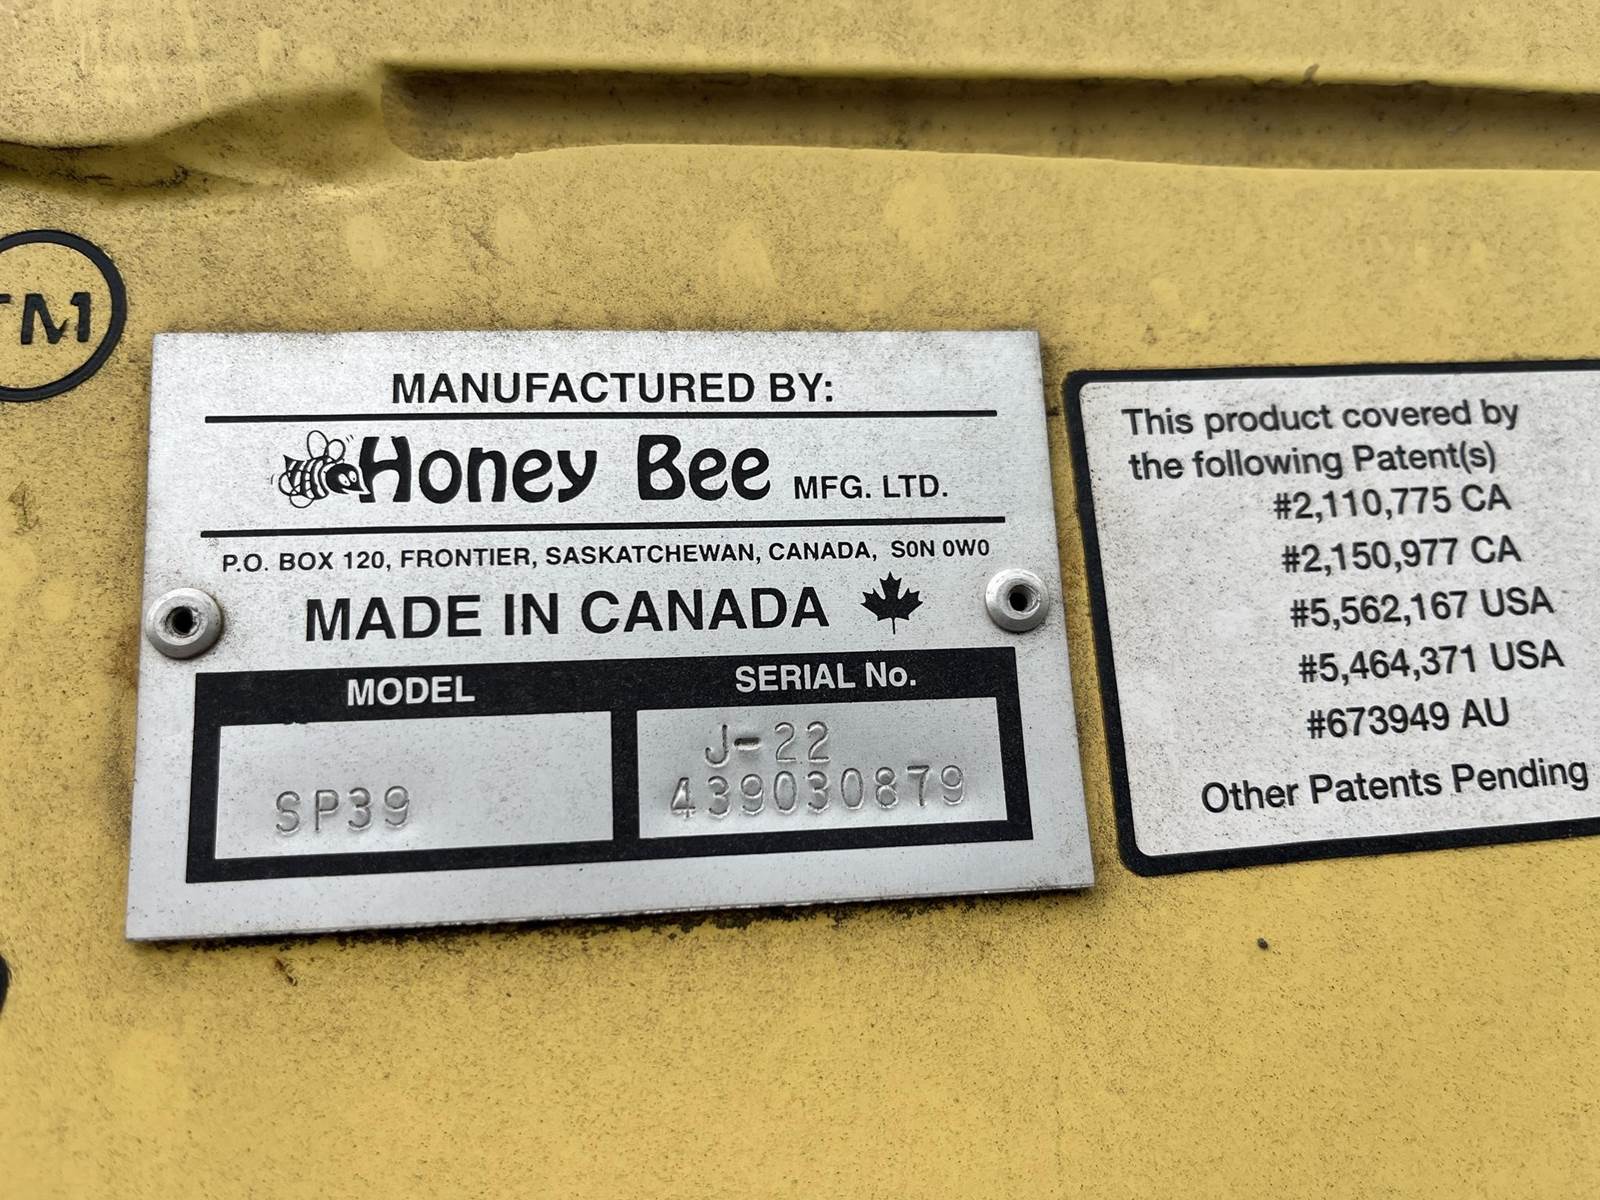 TM
MANUFACTURED BY:
Honey Bee MFG. LTD.
P.O. BOX 120, FRONTIER, SASKATCHEWAN, CANADA, S0N 0W0
MADE IN CANADA
MODEL
SERIAL No.
SP39
J-22
439030879
This product covered by
the following Patent(s)
#2,110,775 CA
#2,150,977 CA
#5,562,167 USA
#5,464,371 USA
#673949 AU
Other Patents Pending